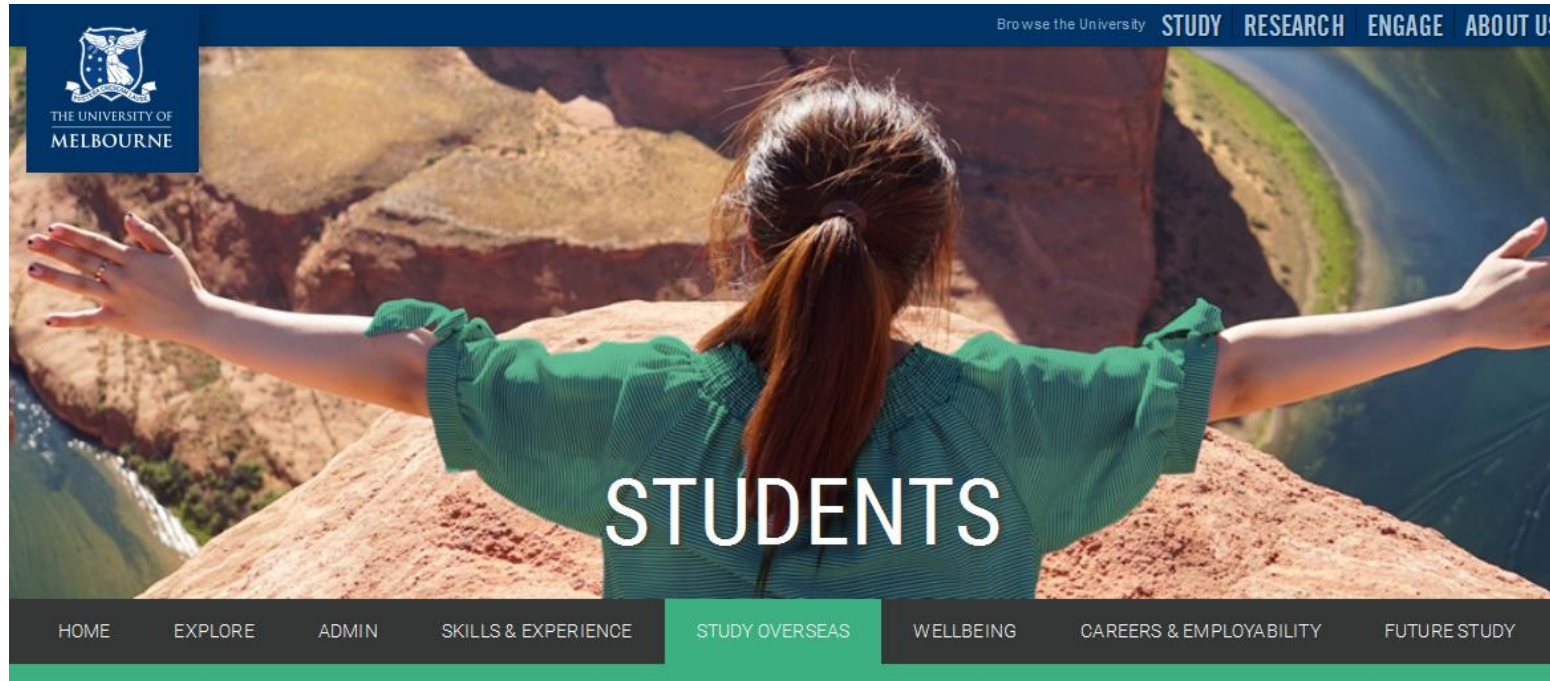 Browse the University STUDY RESEARCH ENGAGE ABOUT US
THE UNIVERSITY OF
MELBOURNE
STUDENTS
HOME EXPLORE ADMIN SKILLS & EXPERIENCE STUDY OVERSEAS WELLBEING CAREERS & EMPLOYABILITY FUTURE STUDY